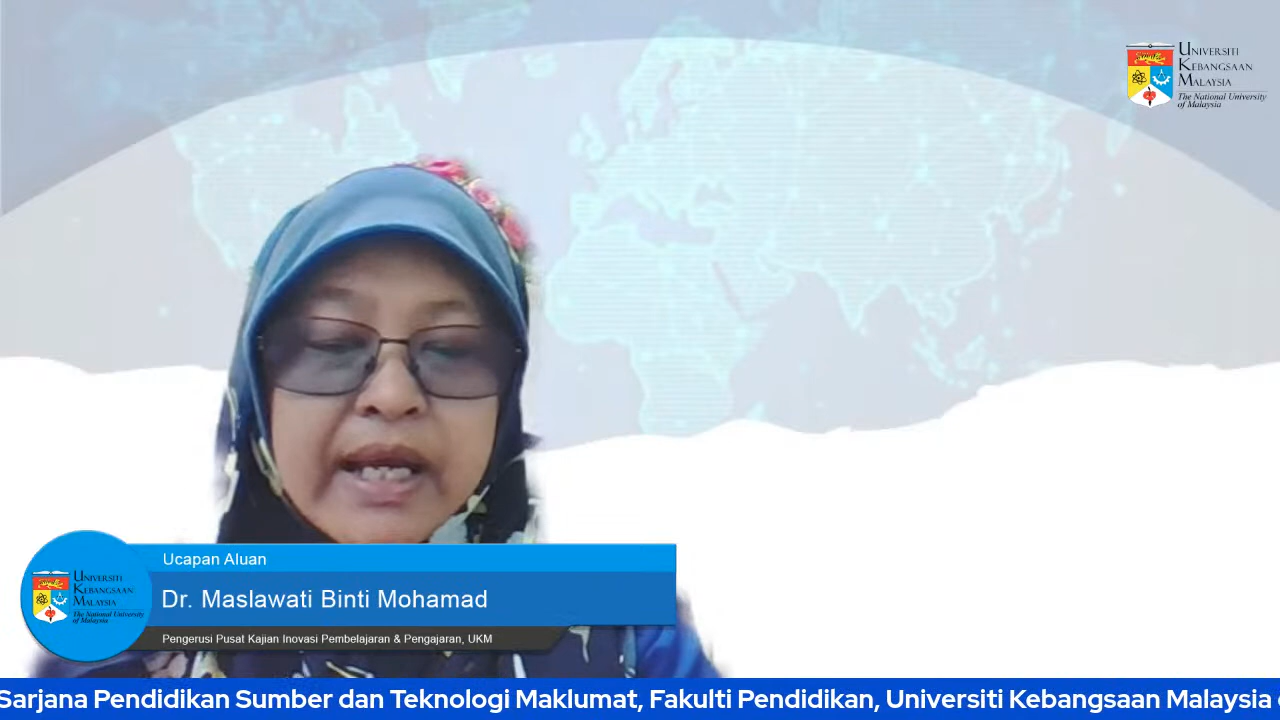 UNIVERSITI
KEBANGSAAN
MALAYSIA
The National University
of Malaysia
Ucapan Aluan
UNIVERSITI
KEBANGSAAN
MALAYSIA
The National University
of Malaysia
Dr. Maslawati Binti Mohamad
Pengerusi Pusat Kajian Inovasi Pembelajaran & Pengajaran, UKM
Sarjana Pendidikan Sumber dan Teknologi Maklumat, Fakulti Pendidikan, Universiti Kebangsaan Malaysia